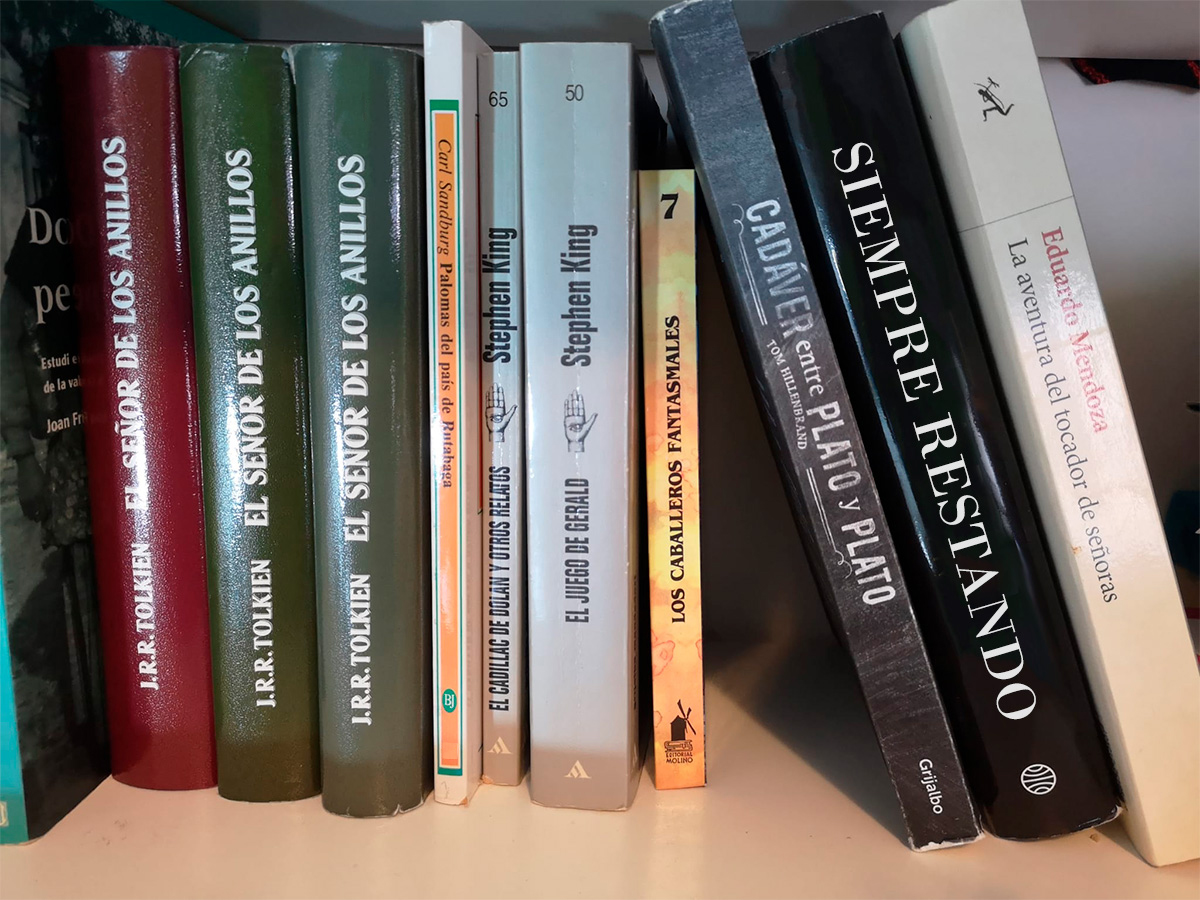 Estudi
de la
Joan
J.R.R. TOLKIEN EL SEÑOR DE LOS ANILLOS
J.R.R. TOLKIEN EL SEÑOR DE LOS ANILLOS
J.R.R. TOLKIEN EL SEÑOR DE LOS ANILLOS
Carl Sandburg Palomas del país de Rutabaga
BJ
65
EL CADILLAC DE DOLAN Y OTROS RELATOS Stephen King
50
EL JUEGO DE GERALD Stephen King
7
LOS CABALLEROS FANTASMALES
EDITORIAL
MOLINO
CADÁVER entre PLATO y PLATO
TOM HILLENBRAND
Grijalbo
SIEMPRE RESTANDO
Eduardo Mendoza
La aventura del tocador de señoras